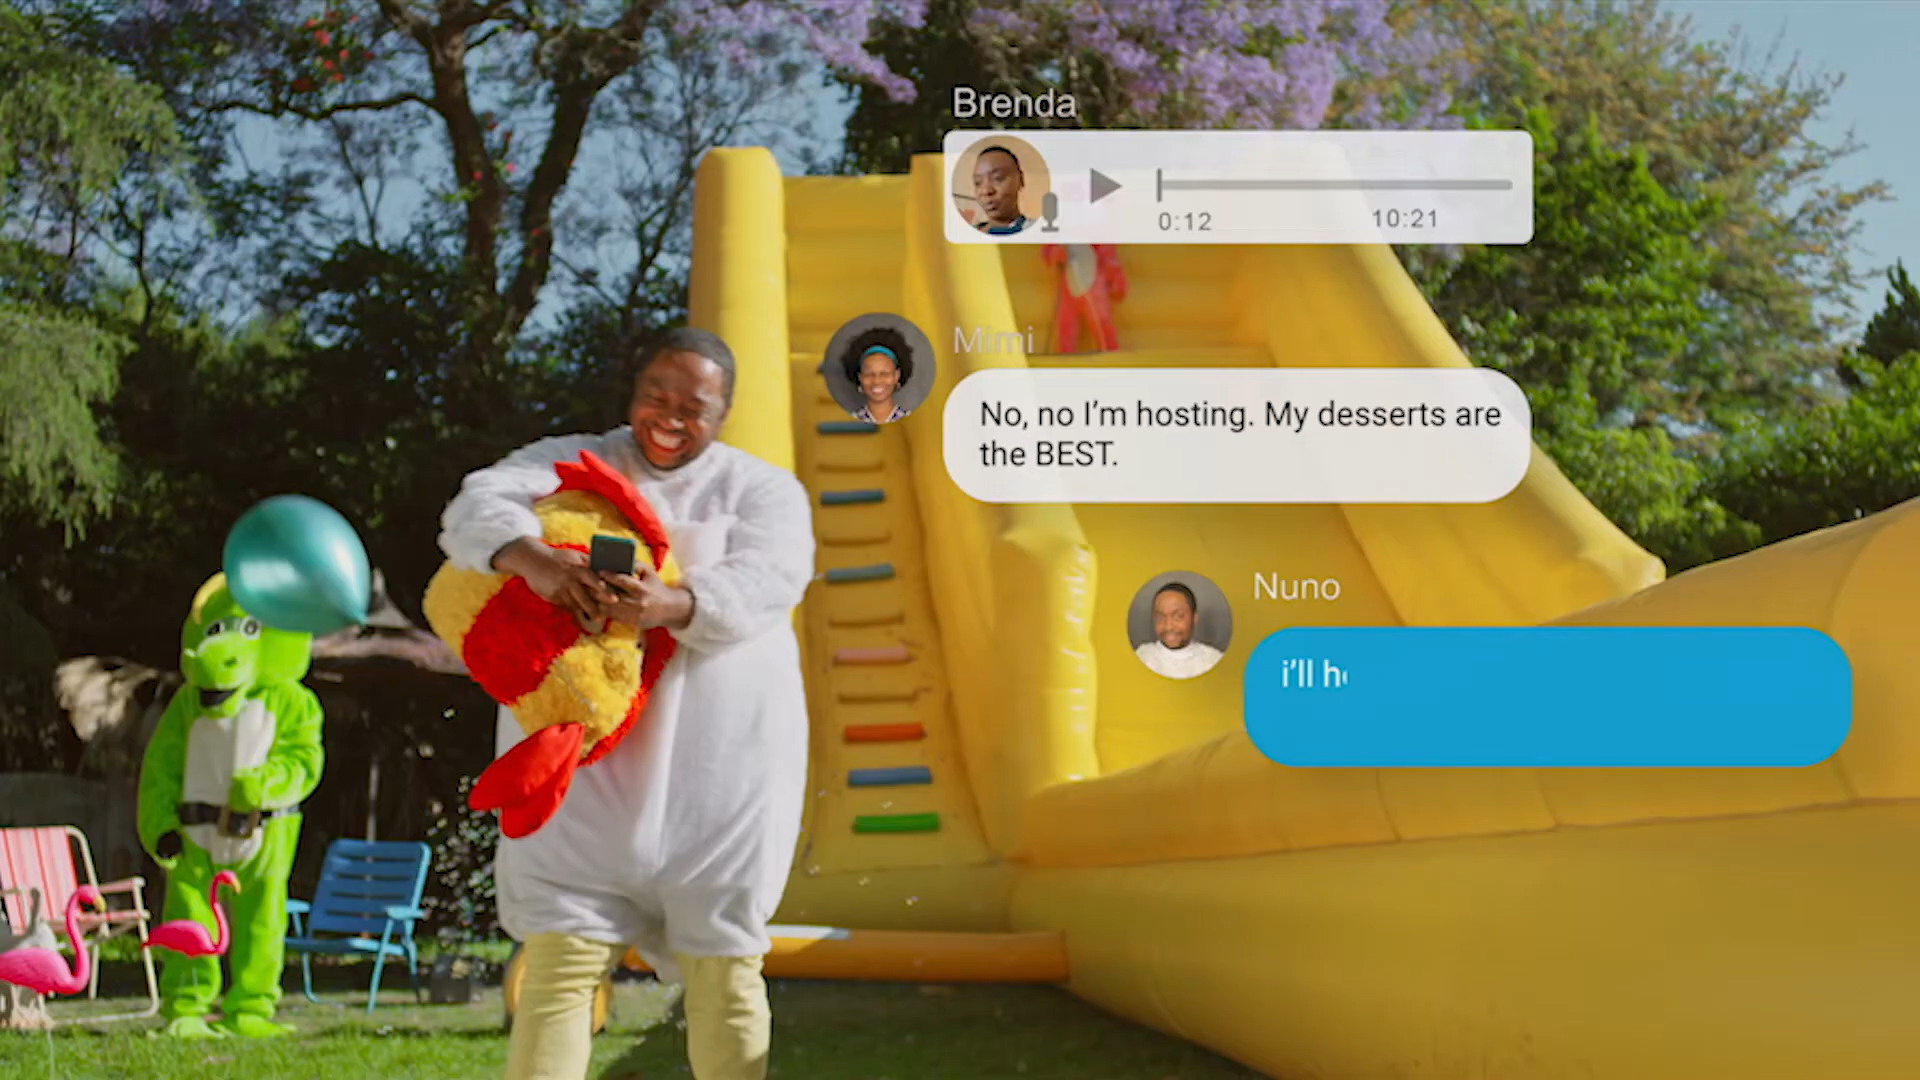 Brenda
0:12 10:21
Mimi
No, no I’m hosting. My desserts are
the BEST.
Nuno
i’ll h